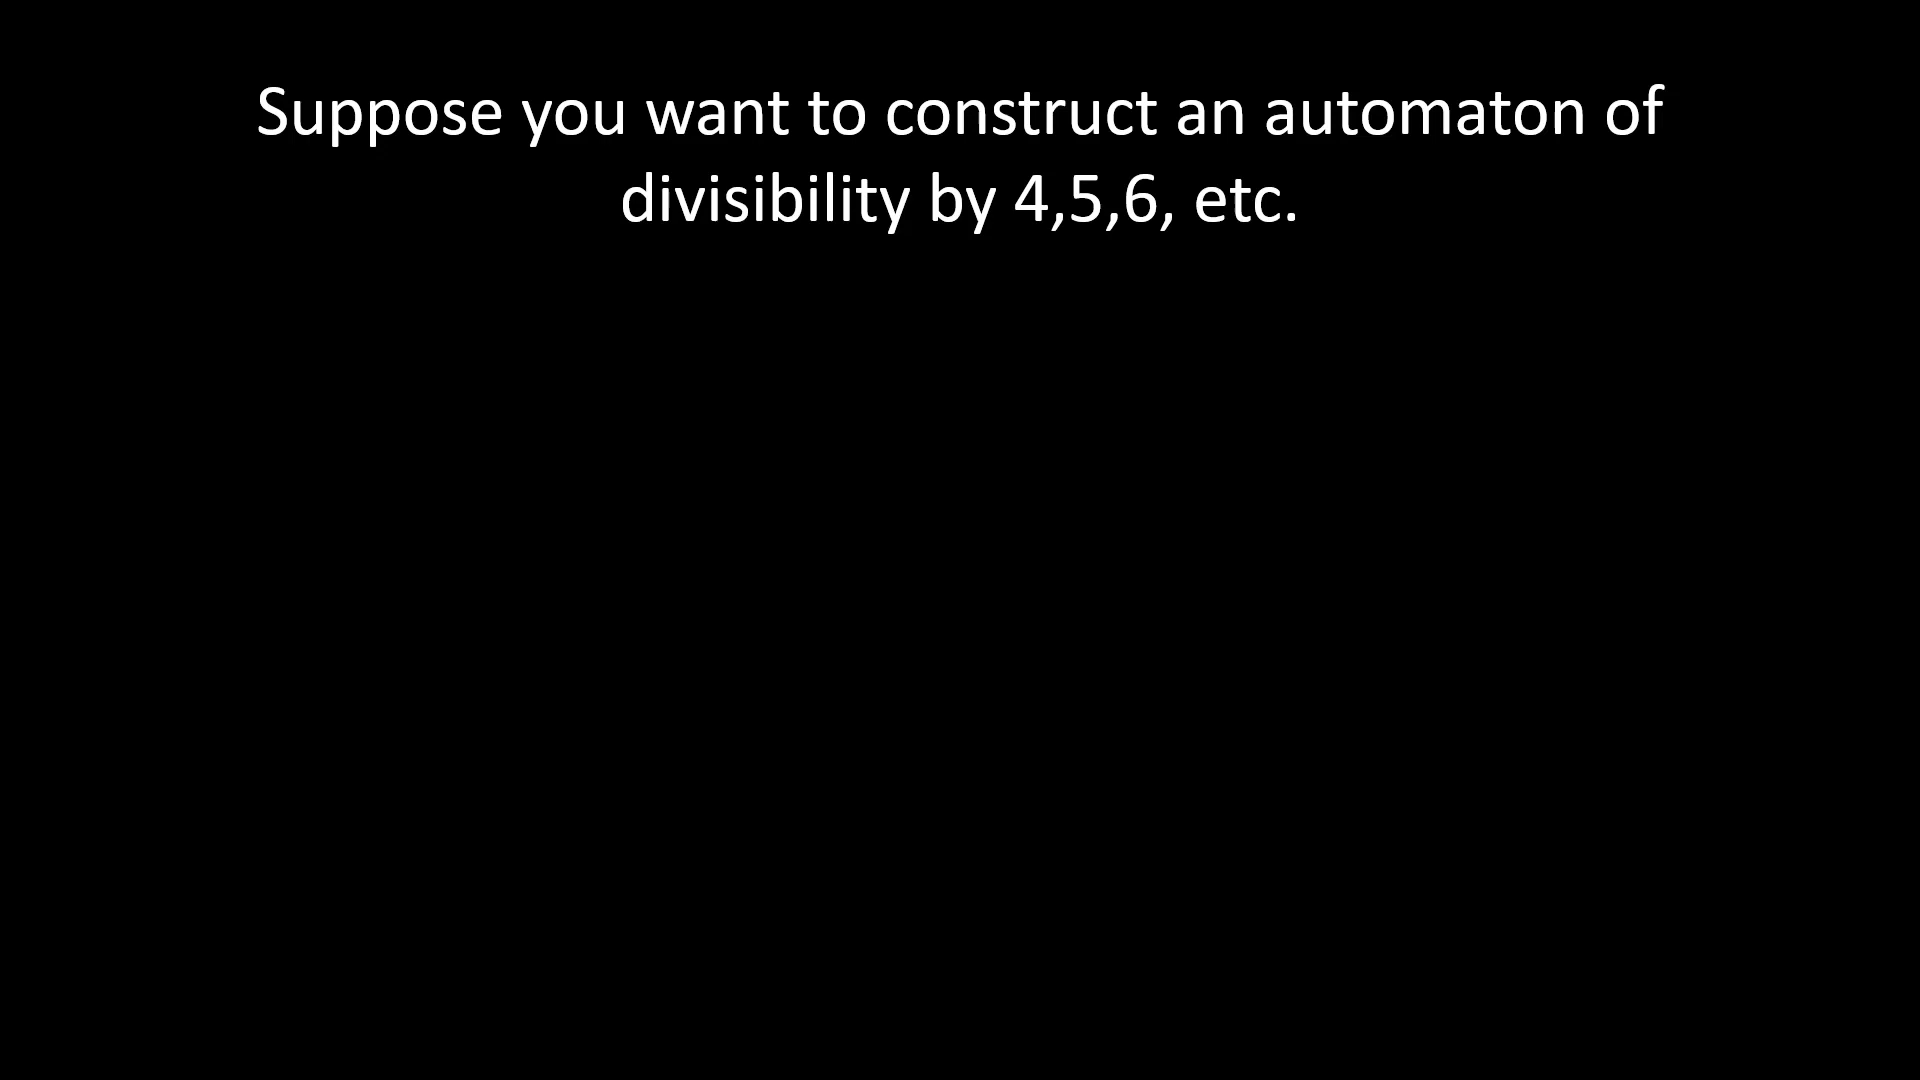 Suppose you want to construct an automaton of
divisibility by 4,5,6, etc.